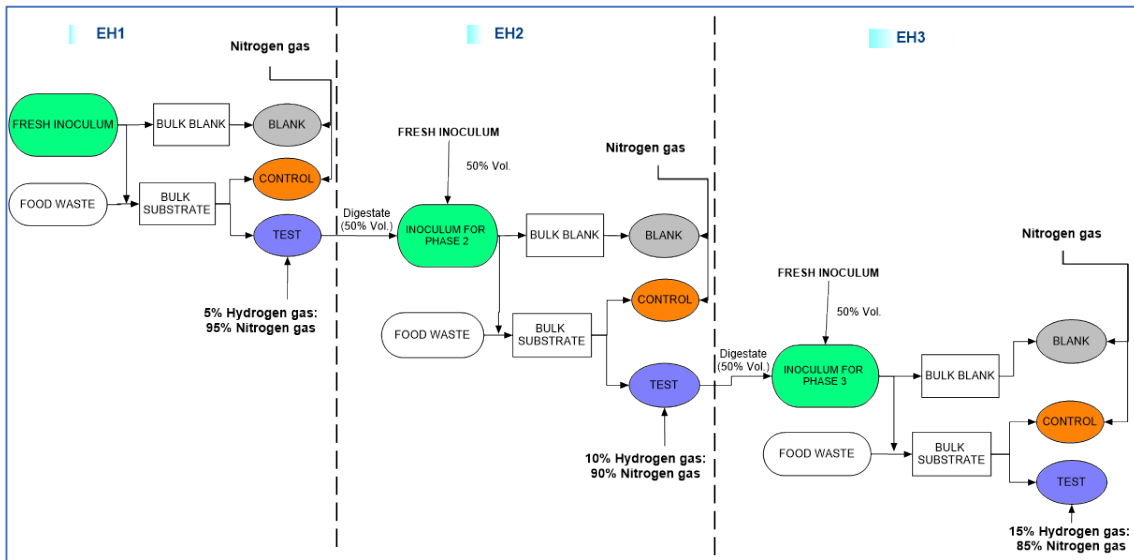 EH1
Nitrogen gas
FRESH INOCULUM
BULK BLANK
BLANK
FOOD WASTE
BULK
SUBSTRATE
CONTROL
TEST
5% Hydrogen gas:
95% Nitrogen gas
Digestate
(50% Vol.)
EH2
FRESH INOCULUM
50% Vol.
Nitrogen gas
INOCULUM FOR
PHASE 2
BULK BLANK
BLANK
FOOD WASTE
BULK
SUBSTRATE
CONTROL
TEST
10% Hydrogen gas:
90% Nitrogen gas
Digestate
(50% Vol.)
EH3
Nitrogen gas
FRESH INOCULUM
50% Vol.
INOCULUM FOR
PHASE 3
BULK BLANK
BLANK
FOOD WASTE
BULK
SUBSTRATE
CONTROL
TEST
15% Hydrogen gas:
85% Nitrogen gas